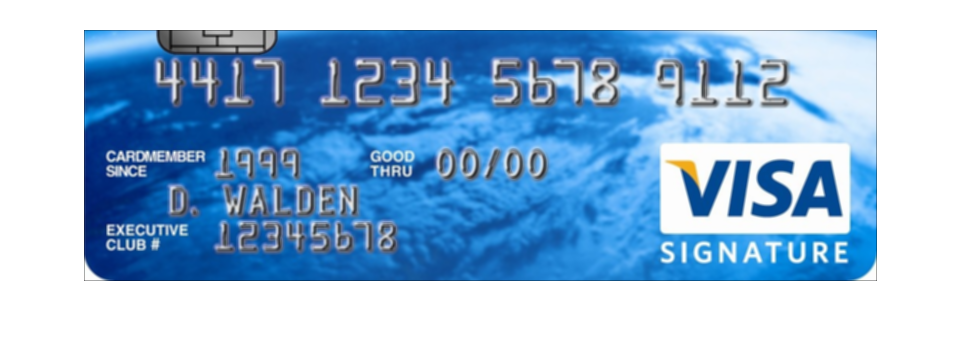 4417 1234 5678 9112
CARDMEMBER SINCE 1999 GOOD THRU 00/00
D. WALDEN
EXECUTIVE CLUB # 12345678
VISA
SIGNATURE